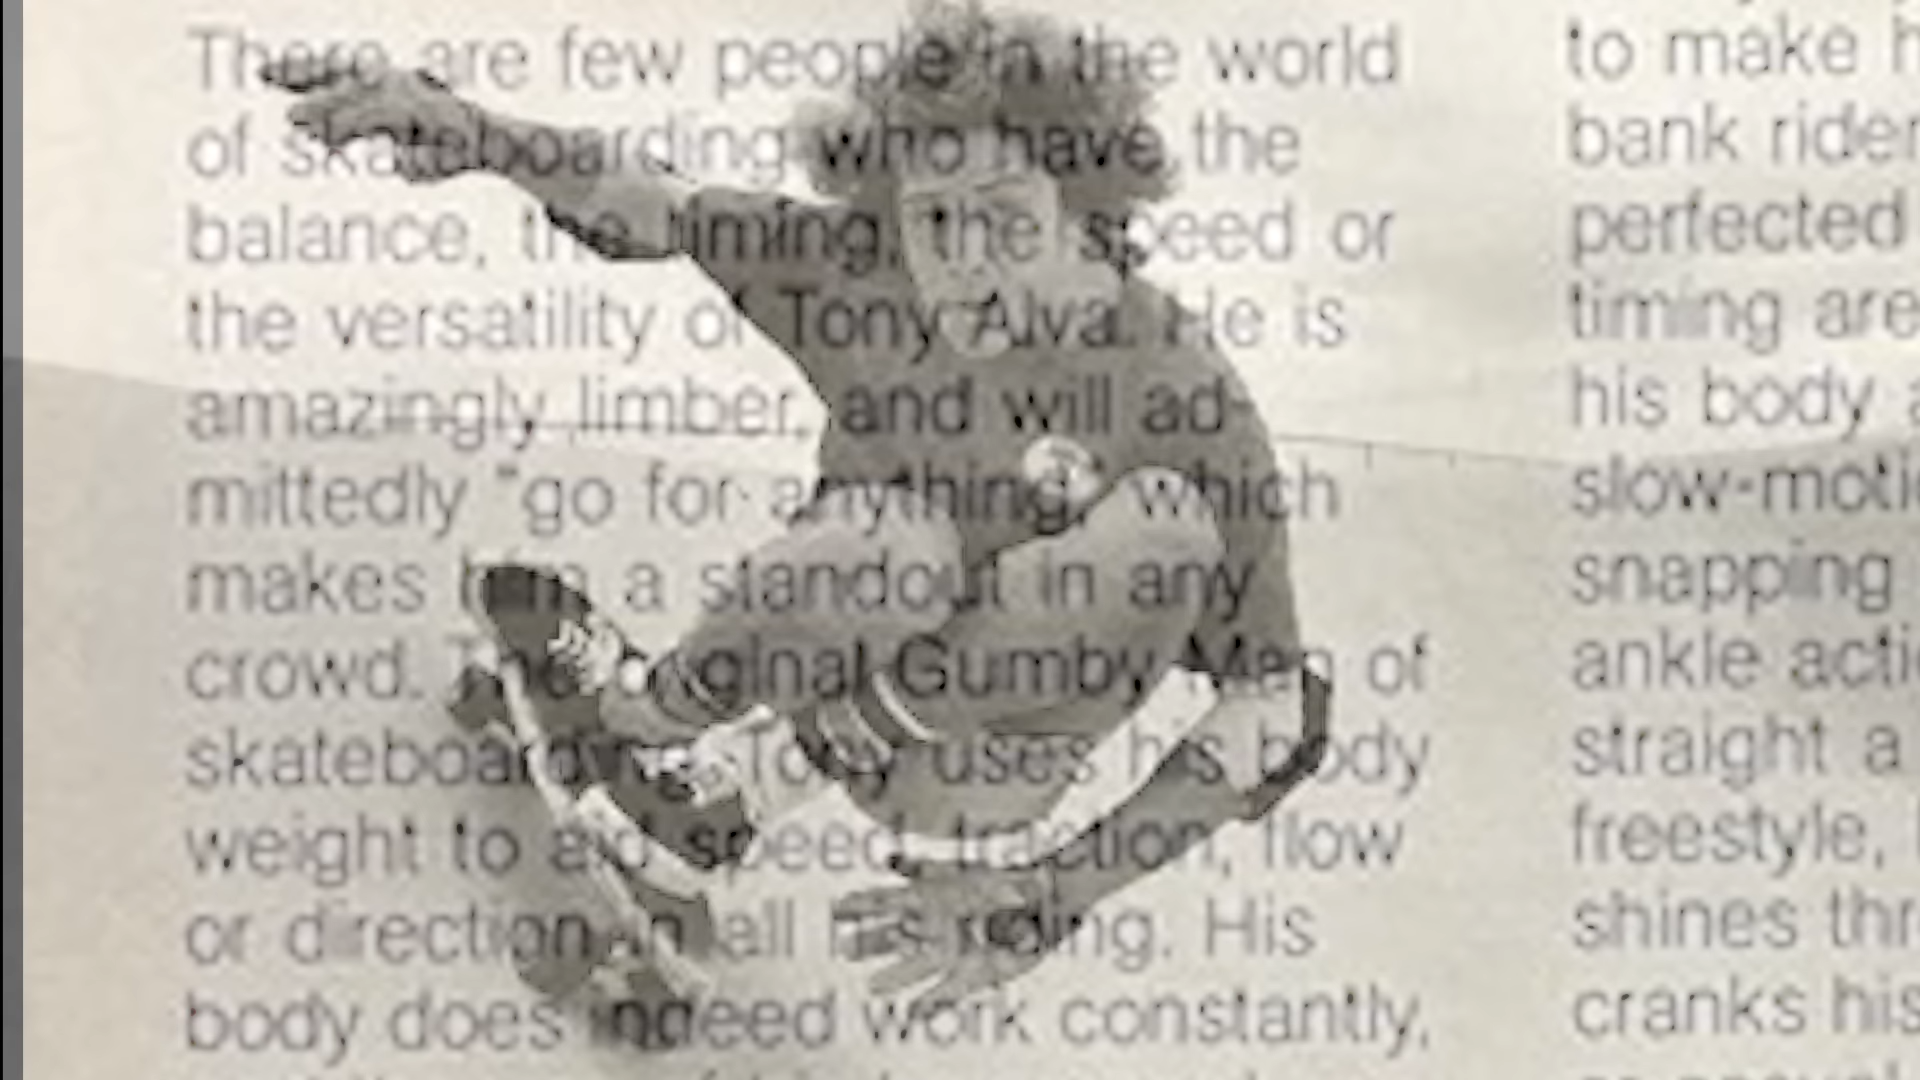 There are few people in the world
of skateboarding who have the
balance, the timing, the speed or
the versatility of Tony Alva. He is
amazingly limber, and will ad-
mittedly "go for anything," which
makes him a standout in any
crowd. The original Gumby Man of
skateboarding, Tony uses his body
weight to aid speed, traction, flow
or direction in all his riding. His
body does indeed work constantly,
to make h
bank rider
perfected
timing are
his body a
slow-moti
snapping
ankle acti
straight a
freestyle,
shines thr
cranks his